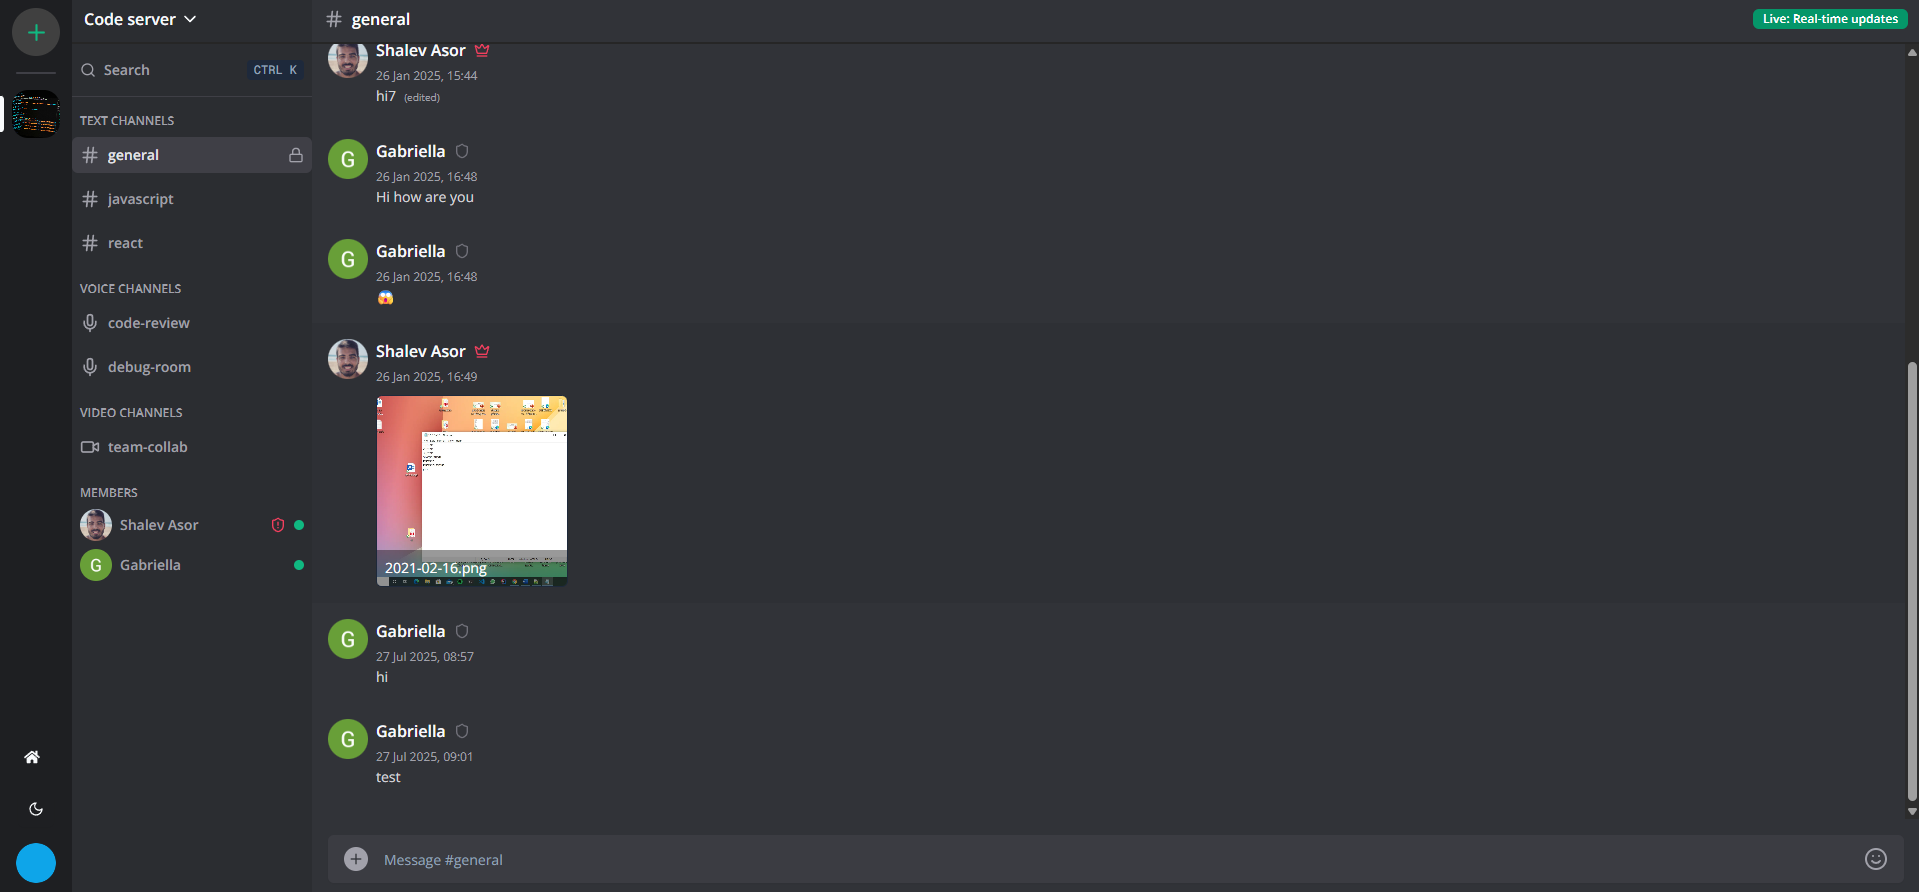 Code server
Search
CTRL K
TEXT CHANNELS
general
javascript
react
VOICE CHANNELS
code-review
debug-room
VIDEO CHANNELS
team-collab
MEMBERS
Shalev Asor
G
Gabriella
# general
Live: Real-time updates
Shalev Asor
26 Jan 2025, 15:44
hi7 (edited)
G
Gabriella
26 Jan 2025, 16:48
Hi how are you
G
Gabriella
26 Jan 2025, 16:48
😱
Shalev Asor
26 Jan 2025, 16:49
2021-02-16.png
G
Gabriella
27 Jul 2025, 08:57
hi
G
Gabriella
27 Jul 2025, 09:01
test
Message #general